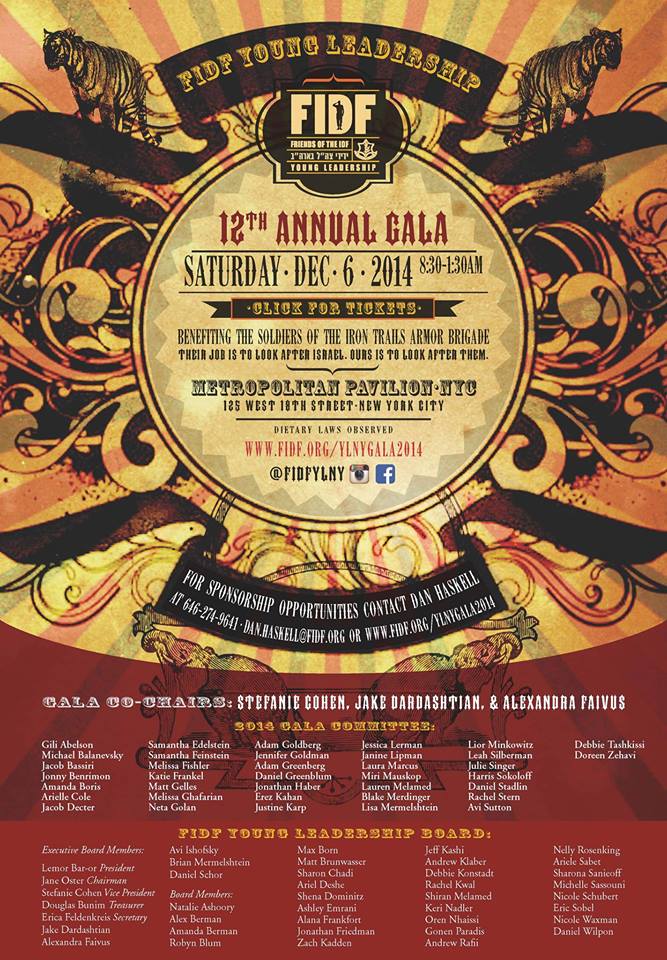 FIDF YOUNG LEADERSHIP
FIDF
FRIENDS OF THE IDF
ידידי צה"ל בארה"ב
YOUNG LEADERSHIP
12TH ANNUAL GALA
SATURDAY · DEC · 6 · 2014 8:30-1:30AM
·CLICK FOR TICKETS·
BENEFITING THE SOLDIERS OF THE IRON TRAILS ARMOR BRIGADE
THEIR JOB IS TO LOOK AFTER ISRAEL. OURS IS TO LOOK AFTER THEM.
METROPOLITAN PAVILION·NYC
125 WEST 18TH STREET·NEW YORK CITY
DIETARY LAWS OBSERVED
WWW.FIDF.ORG/YLNYGALA2014
@FIDFYLNY
FOR SPONSORSHIP OPPORTUNITIES CONTACT DAN HASKELL
AT 646-274-9641 · DAN.HASKELL@FIDF.ORG OR WWW.FIDF.ORG/YLNYGALA2014
GALA CO-CHAIRS: STEFANIE COHEN, JAKE DARDASHTIAN, & ALEXANDRA FAIVUS
2014 GALA COMMITTEE:
Gili Abelson
Michael Balanevsky
Jacob Bassiri
Jonny Benrimon
Amanda Boris
Arielle Cole
Jacob Decter
Samantha Edelstein
Samantha Feinstein
Melissa Fishler
Katie Frankel
Matt Gelles
Melissa Ghafarian
Neta Golan
Adam Goldberg
Jennifer Goldman
Adam Greenberg
Daniel Greenblum
Jonathan Haber
Erez Kahan
Justine Karp
Jessica Lerman
Janine Lipman
Laura Marcus
Miri Mauskop
Lauren Melamed
Blake Merdinger
Lisa Mermelshtein
Lior Minkowitz
Leah Silberman
Julie Singer
Harris Sokoloff
Daniel Stadlin
Rachel Stern
Avi Sutton
Debbie Tashkissi
Doreen Zehavi
FIDF YOUNG LEADERSHIP BOARD:
Executive Board Members:
Lemor Bar-or President
Jane Oster Chairman
Stefanie Cohen Vice President
Douglas Bunim Treasurer
Erica Feldenkreis Secretary
Jake Dardashtian
Alexandra Faivus
Avi Ishofsky
Brian Mermelshtein
Daniel Schor
Board Members:
Natalie Ashoory
Alex Berman
Amanda Berman
Robyn Blum
Max Born
Matt Brunwasser
Sharon Chadi
Ariel Deshe
Shena Dominitz
Ashley Emrani
Alana Frankfort
Jonathan Friedman
Zach Kadden
Jeff Kashi
Andrew Klaber
Debbie Konstadt
Rachel Kwal
Shiran Melamed
Keri Nadler
Oren Nhaissi
Gonen Paradis
Andrew Rafii
Nelly Rosenking
Ariele Sabet
Sharona Sanieoff
Michelle Sassouni
Nicole Schubert
Eric Sobel
Nicole Waxman
Daniel Wilpon